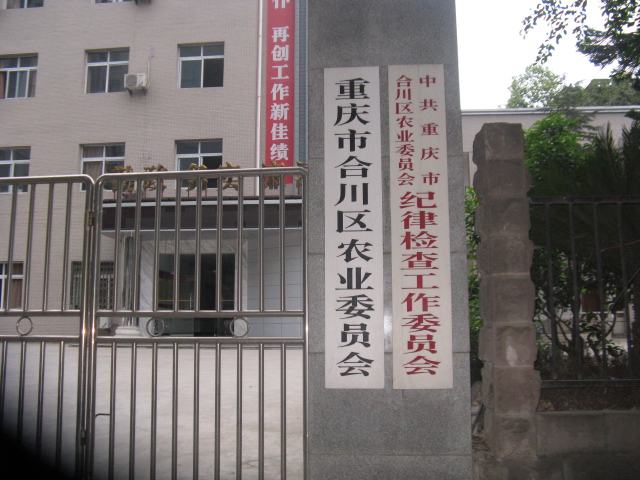 再创工作新佳绩
重庆市合川区农业委员会
中共重庆市
合川区农业委员会
纪律检查工作委员会